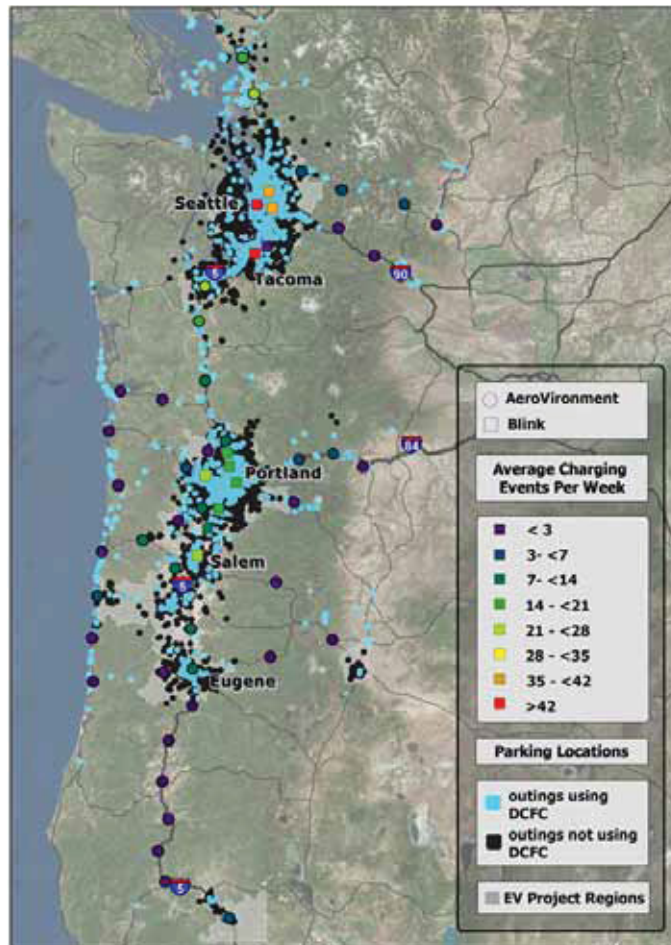 Seattle
5
Tacoma
90
AeroVironment
Blink
84
Average Charging
Events Per Week
Portland
< 3
3- <7
7- <14
14 - <21
21 - <28
28 - <35
35 - <42
>42
Salem
5
Eugene
Parking Locations
outings using
DCFC
outings not using
DCFC
5
EV Project Regions